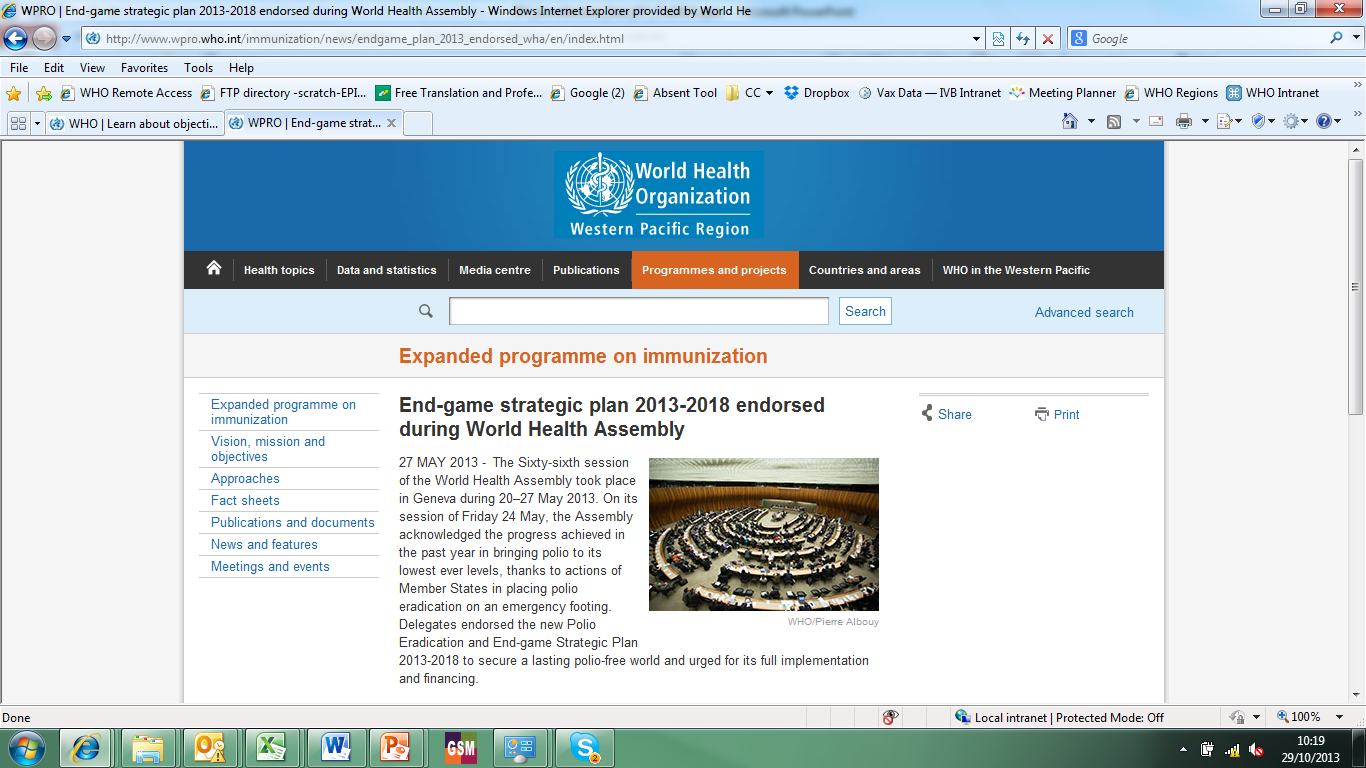 WPRO | End-game strategic plan 2013-2018 endorsed during World Health Assembly - Windows Internet Explorer provided by World He
http://www.wpro.who.int/immunization/news/endgame_plan_2013_endorsed_wha/en/index.html
Google
File Edit View Favorites Tools Help
WHO Remote Access FTP directory -scratch-EPI... Free Translation and Profe... Google (2) Absent Tool CC Dropbox Vax Data — IVB Intranet Meeting Planner WHO Regions WHO Intranet
WHO | Learn about objecti... WPRO | End-game strat...
World Health
Organization
Western Pacific Region
Health topics Data and statistics Media centre Publications Programmes and projects Countries and areas WHO in the Western Pacific
Search Advanced search
Expanded programme on immunization
Expanded programme on
immunization
Vision, mission and
objectives
Approaches
Fact sheets
Publications and documents
News and features
Meetings and events
End-game strategic plan 2013-2018 endorsed
during World Health Assembly
27 MAY 2013 - The Sixty-sixth session
of the World Health Assembly took place
in Geneva during 20–27 May 2013. On its
session of Friday 24 May, the Assembly
acknowledged the progress achieved in
the past year in bringing polio to its
lowest ever levels, thanks to actions of
Member States in placing polio
eradication on an emergency footing.
Delegates endorsed the new Polio
Eradication and End-game Strategic Plan
2013-2018 to secure a lasting polio-free world and urged for its full implementation
and financing.
WHO/Pierre Albouy
Share Print
Done Local intranet | Protected Mode: Off 100%
GSM
2
10:19
29/10/2013